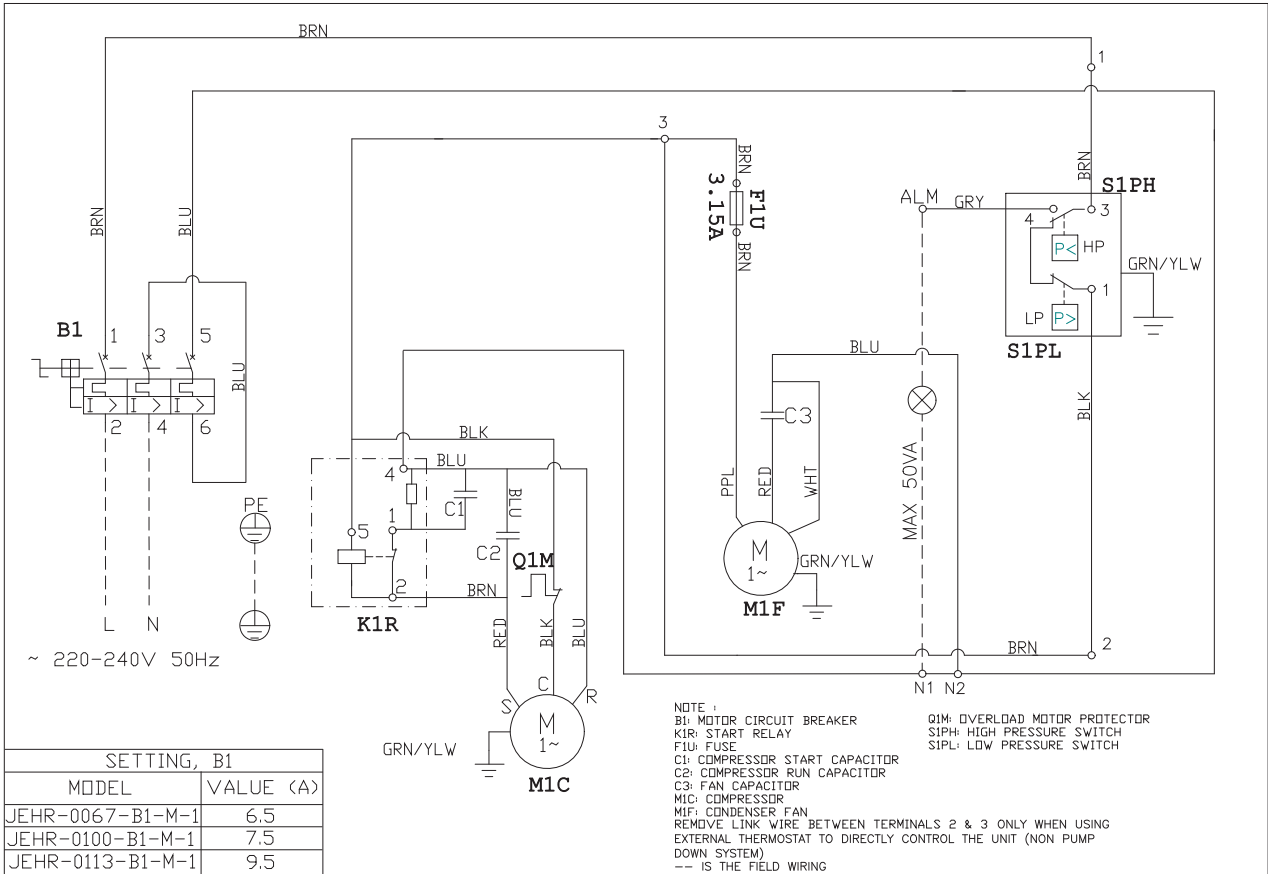 BRN
1
3
BRN
BRN
S1PH
BRN
BLU
F1U
3.15A
BRN
ALM
GRY
4
3
P<
HP
GRN/YLW
B1
1
3
5
BLU
LP
P>
1
S1PL
I >
I >
I >
2
4
6
BLU
C3
BLK
BLK
4
BLU
PE
C1
BLU
PPL
RED
WHT
MAX 50VA
1
5
C2
Q1M
M
1~
GRN/YLW
2
BRN
M1F
L
N
K1R
RED
BLK
BLU
~ 220-240V 50Hz
BRN
2
N1
N2
S
C
R
M
1~
GRN/YLW
M1C
NOTE :
B1: MOTOR CIRCUIT BREAKER
K1R: START RELAY
F1U: FUSE
C1: COMPRESSOR START CAPACITOR
C2: COMPRESSOR RUN CAPACITOR
C3: FAN CAPACITOR
M1C: COMPRESSOR
M1F: CONDENSER FAN
REMOVE LINK WIRE BETWEEN TERMINALS 2 & 3 ONLY WHEN USING
EXTERNAL THERMOSTAT TO DIRECTLY CONTROL THE UNIT (NON PUMP
DOWN SYSTEM)
-- IS THE FIELD WIRING
Q1M: OVERLOAD MOTOR PROTECTOR
S1PH: HIGH PRESSURE SWITCH
S1PL: LOW PRESSURE SWITCH
SETTING, B1
MODEL VALUE (A)
JEHR-0067-B1-M-1 6.5
JEHR-0100-B1-M-1 7.5
JEHR-0113-B1-M-1 9.5